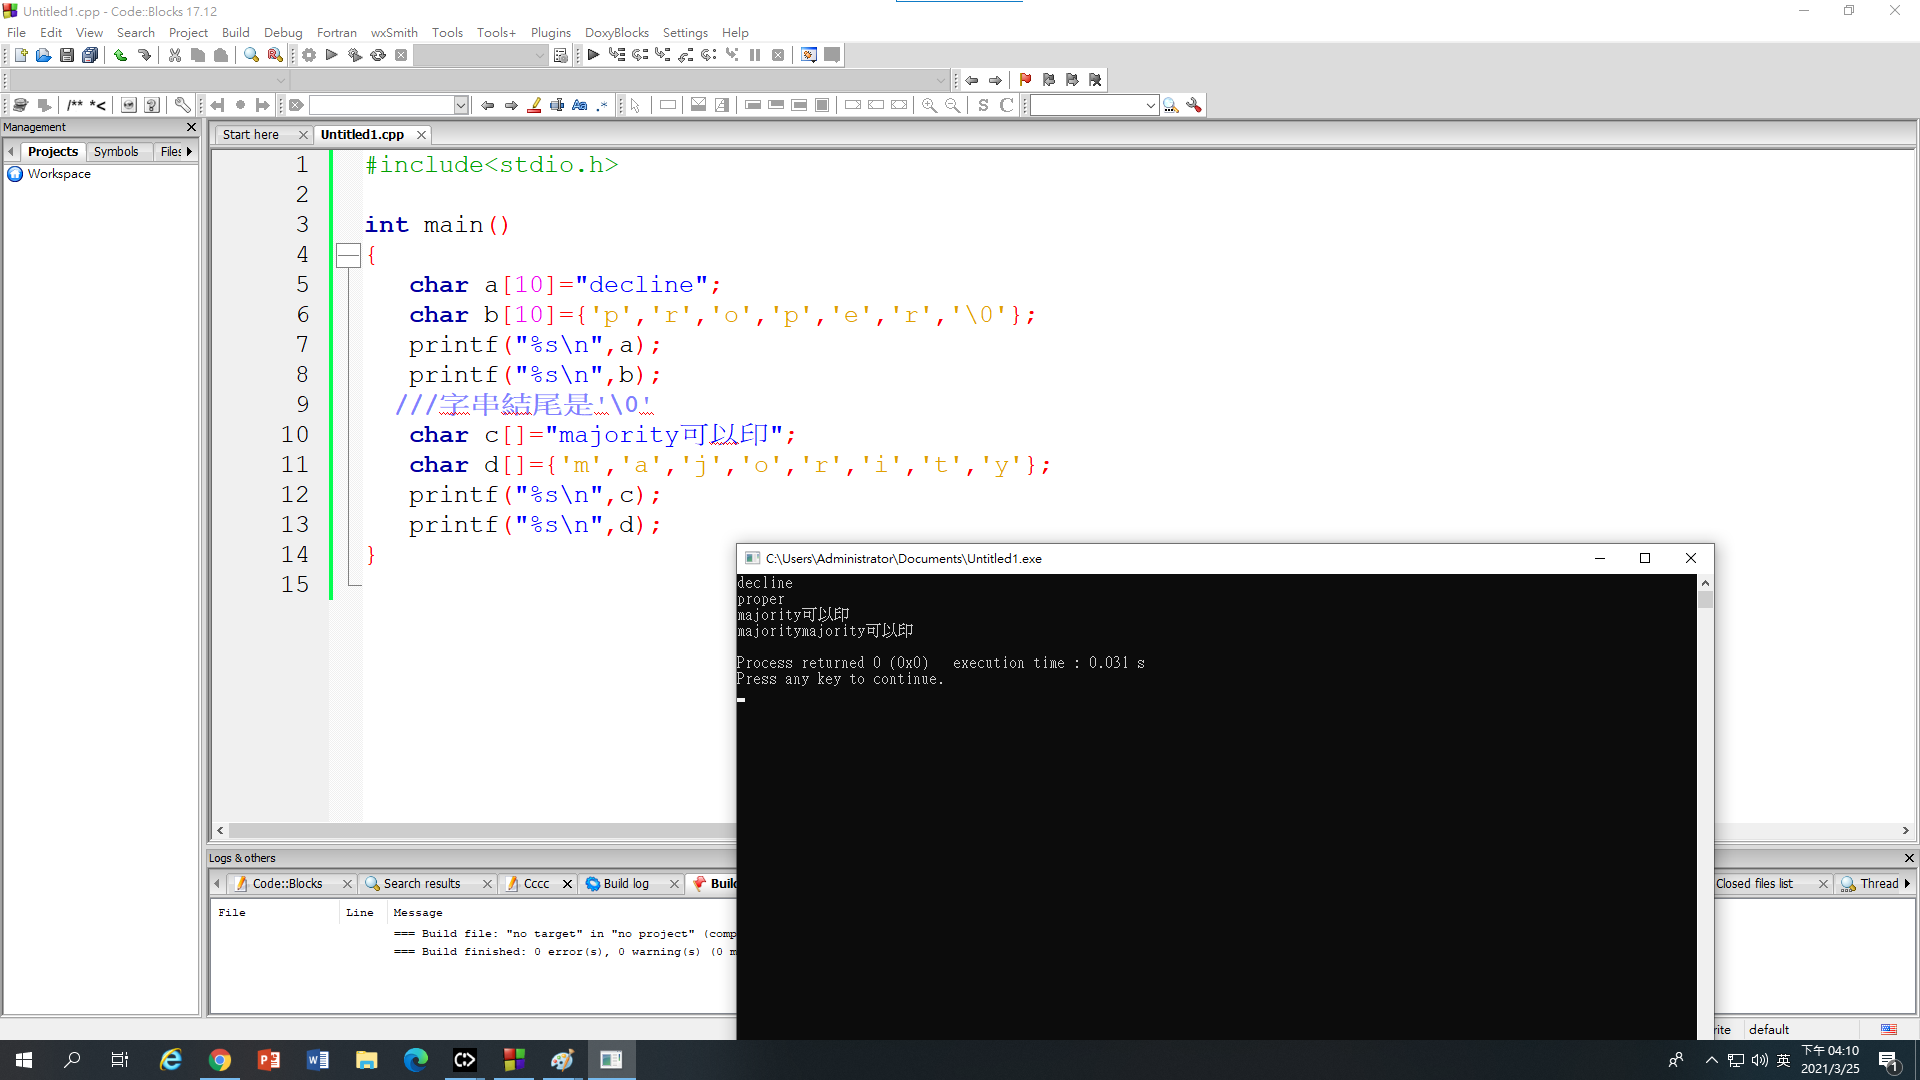 Untitled1.cpp - Code::Blocks 17.12
File Edit View Search Project Build Debug Fortran wxSmith Tools Tools+ Plugins DoxyBlocks Settings Help
/** *<
S C
Management
Projects Symbols Files
Workspace
Start here Untitled1.cpp
1 #include<stdio.h>
2
3 int main()
4 {
5 char a[10]="decline";
6 char b[10]={'p','r','o','p','e','r','\0'};
7 printf("%s\n",a);
8 printf("%s\n",b);
9 ///字串結尾是'\0'
10 char c[]="majority可以印";
11 char d[]={'m','a','j','o','r','i','t','y'};
12 printf("%s\n",c);
13 printf("%s\n",d);
14 }
15
C:\Users\Administrator\Documents\Untitled1.exe
decline
proper
majority可以印
majoritymajority可以印
Process returned 0 (0x0) execution time : 0.031 s
Press any key to continue.
Logs & others
Code::Blocks Search results Cccc Build log Closed files list Thread
File Line Message
=== Build file: "no target" in "no project" (comp
=== Build finished: 0 error(s), 0 warning(s) (0 m
default
英
下午 04:10
2021/3/25
1